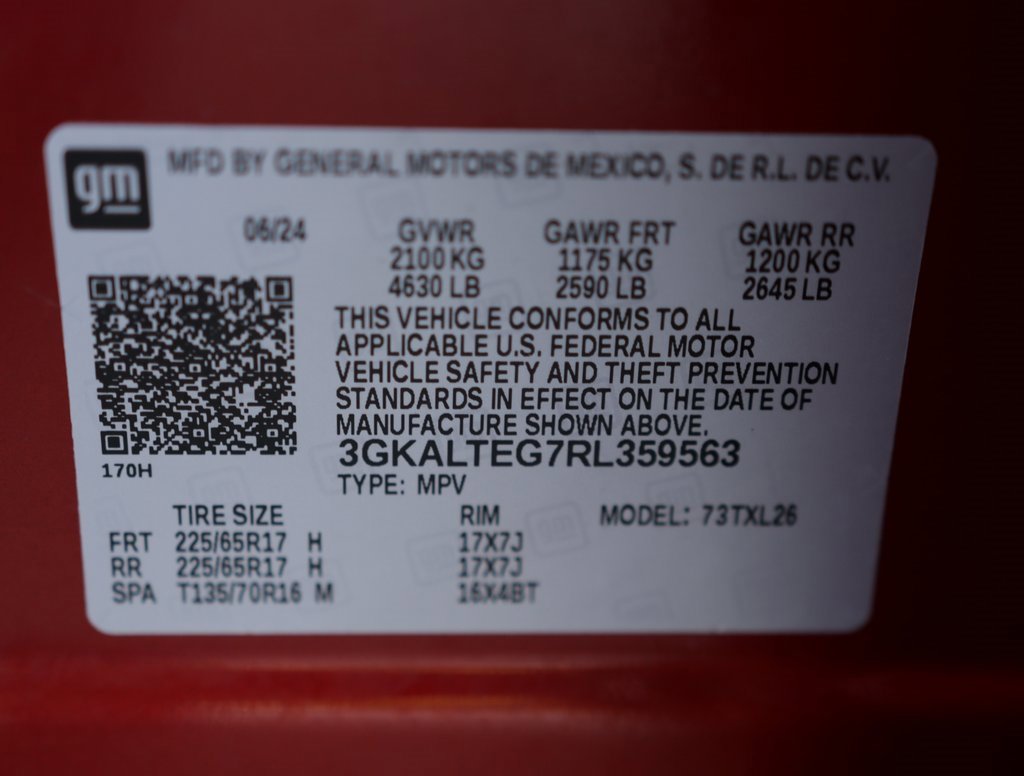 gm MFD BY GENERAL MOTORS DE MEXICO, S. DE R.L. DE C.V.
06/24 GVWR GAWR FRT GAWR RR
2100 KG 1175 KG 1200 KG
4630 LB 2590 LB 2645 LB
THIS VEHICLE CONFORMS TO ALL
APPLICABLE U.S. FEDERAL MOTOR
VEHICLE SAFETY AND THEFT PREVENTION
STANDARDS IN EFFECT ON THE DATE OF
MANUFACTURE SHOWN ABOVE.
3GKALTEG7RL359563
170H
TYPE: MPV
TIRE SIZE RIM MODEL: 73TXL26
FRT 225/65R17 H 17X7J
RR 225/65R17 H 17X7J
SPA T135/70R16 M 16X4BT